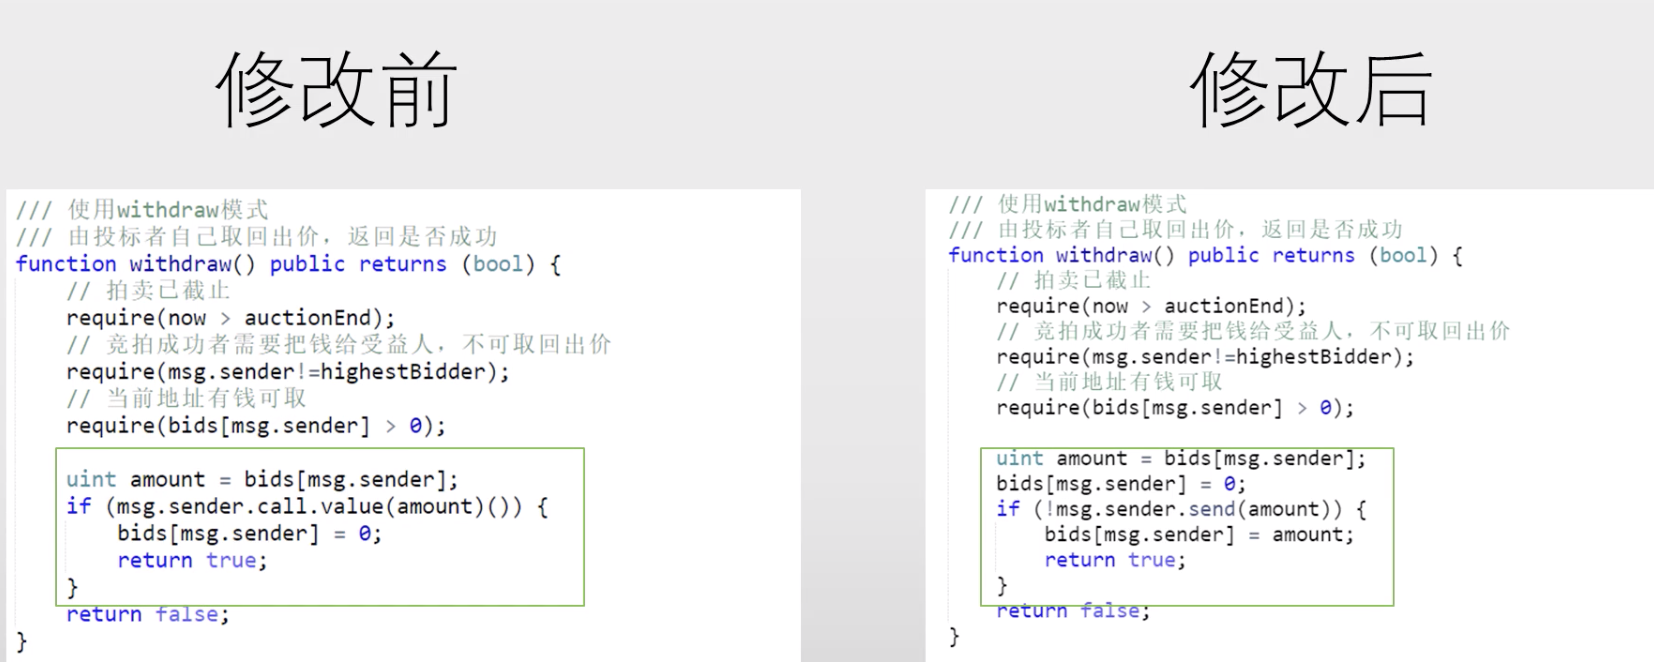 修改前
/// 使用withdraw模式
/// 由投标者自己取回出价，返回是否成功
function withdraw() public returns (bool) {
// 拍卖已截止
require(now > auctionEnd);
// 竞拍成功者需要把钱给受益人，不可取回出价
require(msg.sender!=highestBidder);
// 当前地址有钱可取
require(bids[msg.sender] > 0);
uint amount = bids[msg.sender];
if (msg.sender.call.value(amount)()) {
bids[msg.sender] = 0;
return true;
}
return false;
}
修改后
/// 使用withdraw模式
/// 由投标者自己取回出价，返回是否成功
function withdraw() public returns (bool) {
// 拍卖已截止
require(now > auctionEnd);
// 竞拍成功者需要把钱给受益人，不可取回出价
require(msg.sender!=highestBidder);
// 当前地址有钱可取
require(bids[msg.sender] > 0);
uint amount = bids[msg.sender];
bids[msg.sender] = 0;
if (!msg.sender.send(amount)) {
bids[msg.sender] = amount;
return true;
}
return false;
}